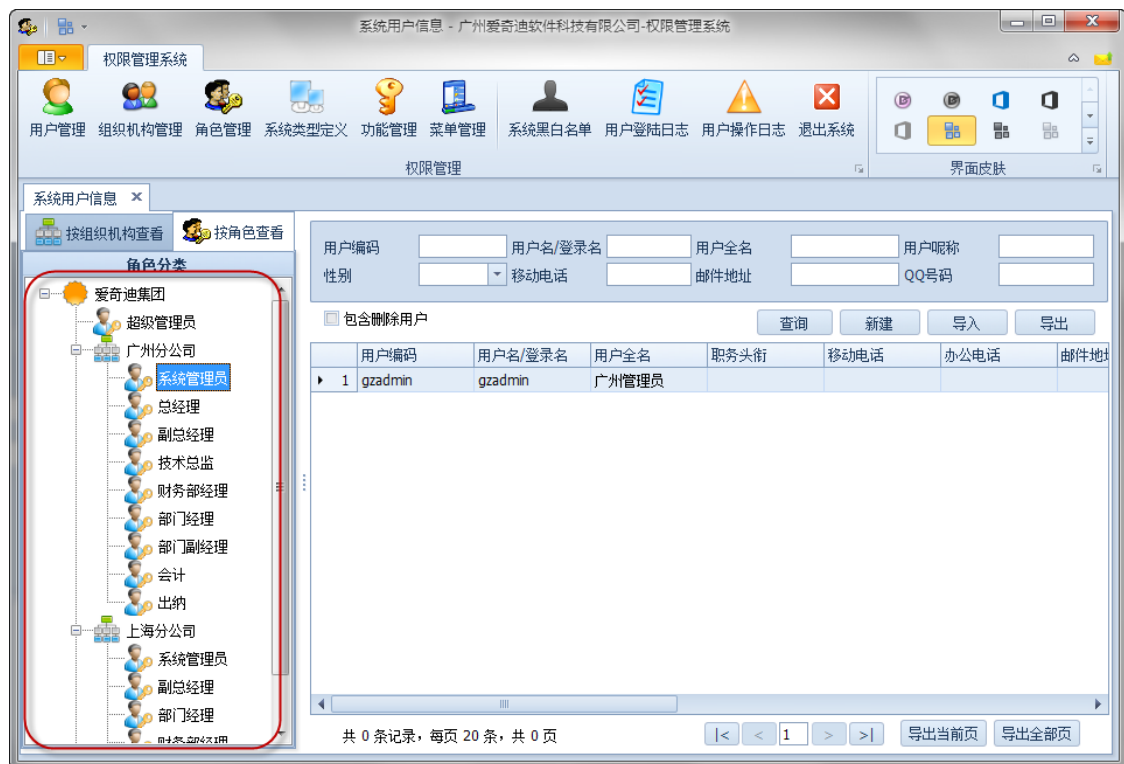 系统用户信息 - 广州爱奇迪软件科技有限公司-权限管理系统
权限管理系统
用户管理 组织机构管理 角色管理 系统类型定义 功能管理 菜单管理 系统黑白名单 用户登陆日志 用户操作日志 退出系统
权限管理 界面皮肤
系统用户信息
按组织机构查看 按角色查看
角色分类
爱奇迪集团
超级管理员
广州分公司
系统管理员
总经理
副总经理
技术总监
财务部经理
部门经理
部门副经理
会计
出纳
上海分公司
系统管理员
副总经理
部门经理
财务部经理
用户编码 用户名/登录名 用户全名 用户呢称
性别 移动电话 邮件地址 QQ号码
包含删除用户 查询 新建 导入 导出
用户编码 用户名/登录名 用户全名 职务头衔 移动电话 办公电话 邮件地址
1 gzadmin gzadmin 广州管理员
共 0 条记录，每页 20 条，共 0 页 |< < 1 > >| 导出当前页 导出全部页